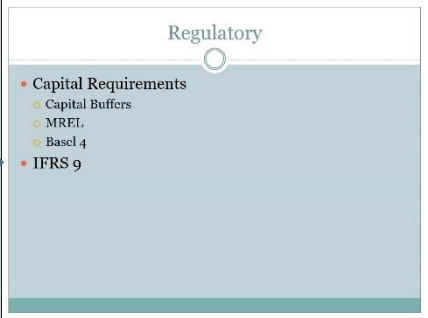 Regulatory
Capital Requirements
Capital Buffers
MREL
Basel 4
IFRS 9